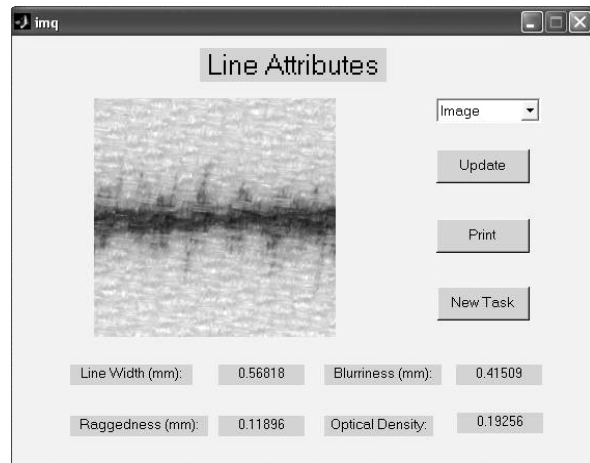 imq
Line Attributes
Image
Update
Print
New Task
Line Width (mm): 0.56818 Blurriness (mm): 0.41509
Raggedness (mm): 0.11896 Optical Density: 0.19256